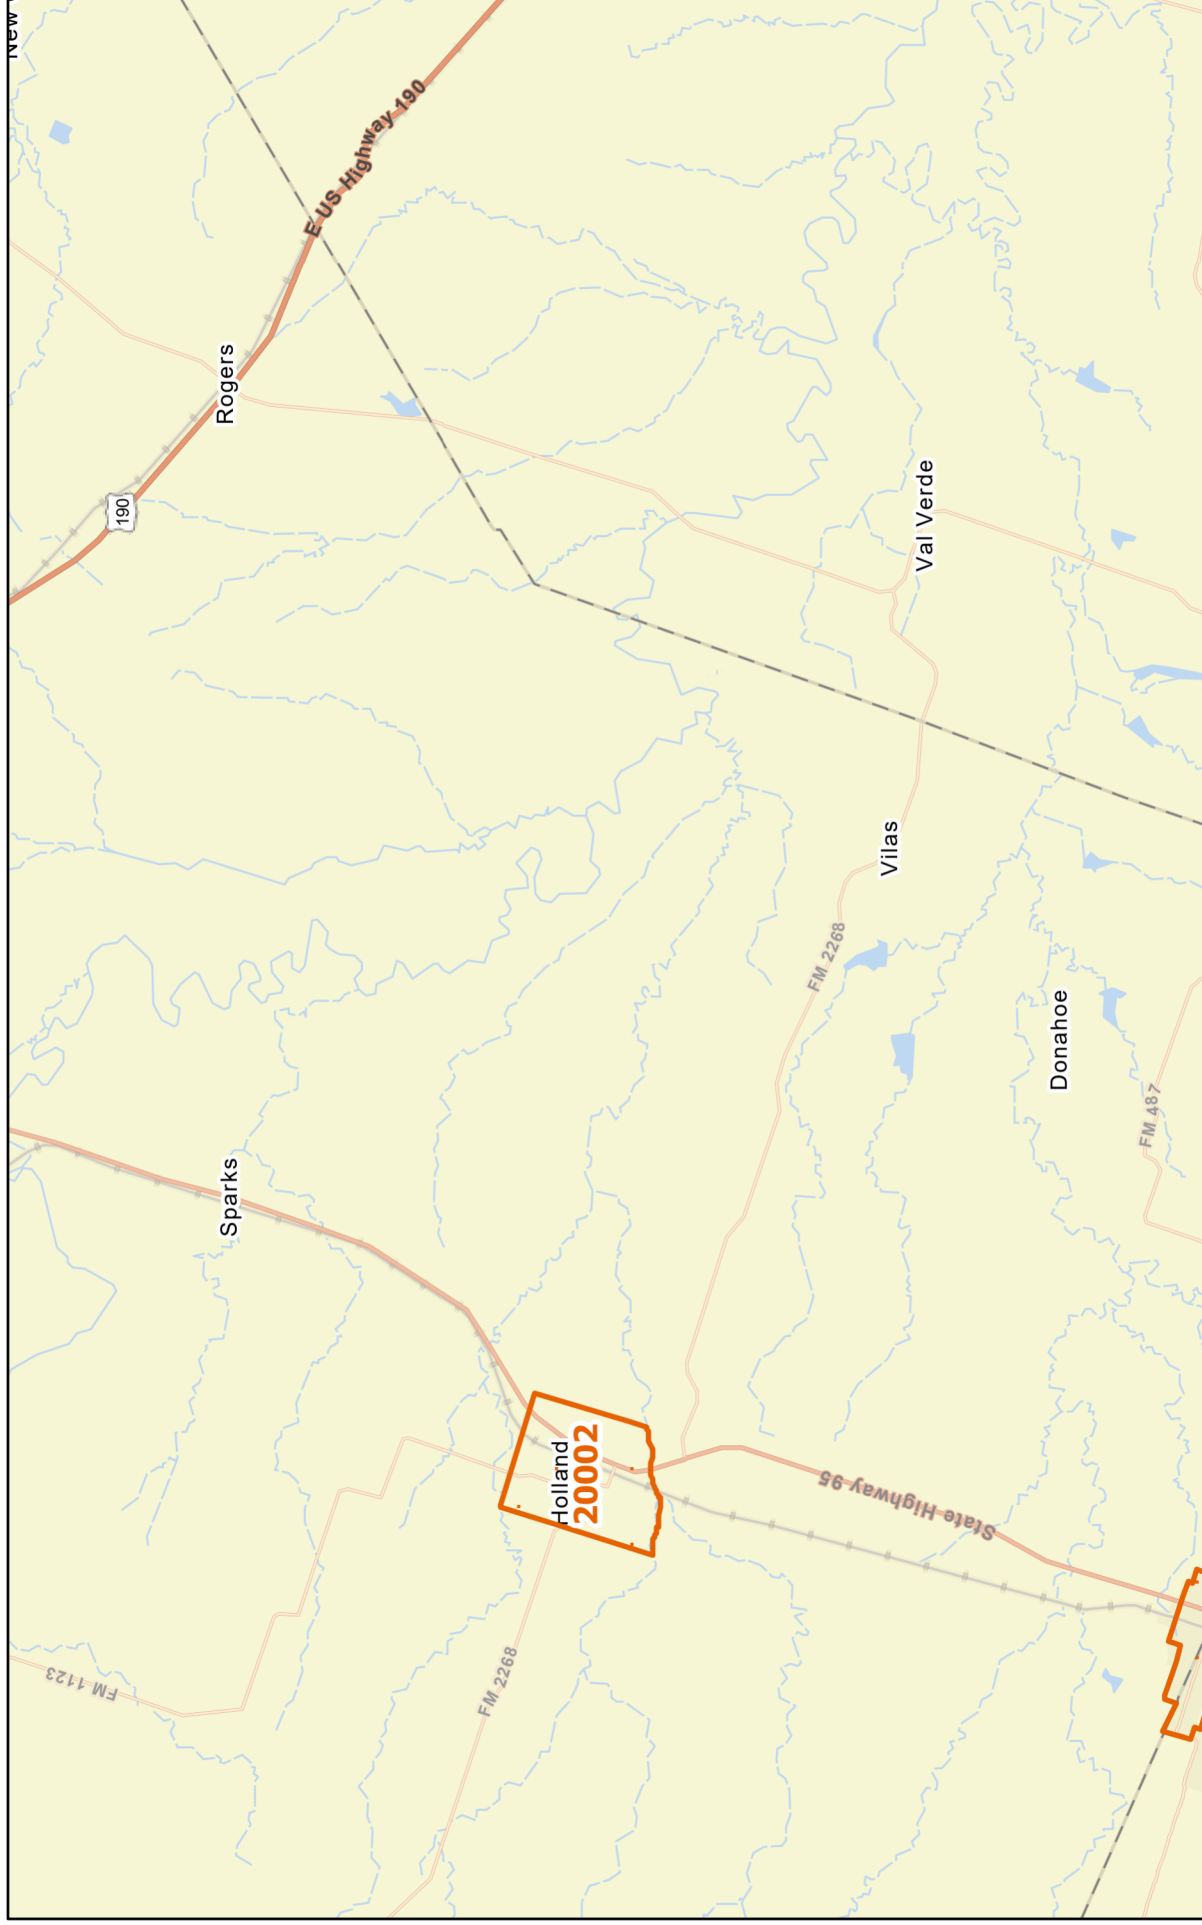 New
E US Highway 190
Rogers
190
Val Verde
Vilas
FM 2268
Donahoe
FM 487
Sparks
Holland
20002
State Highway 95
FM 2268
FM 1123